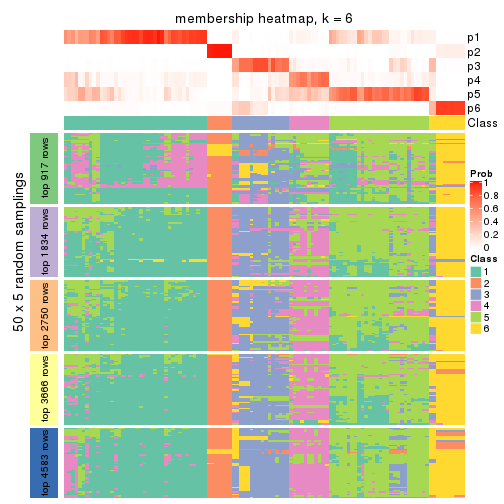 membership heatmap, k = 6
p1
p2
p3
p4
p5
p6
Class
50 x 5 random samplings
top 917 rows
top 1834 rows
top 2750 rows
top 3666 rows
top 4583 rows
Prob
1
0.8
0.6
0.4
0.2
0
Class
1
2
3
4
5
6